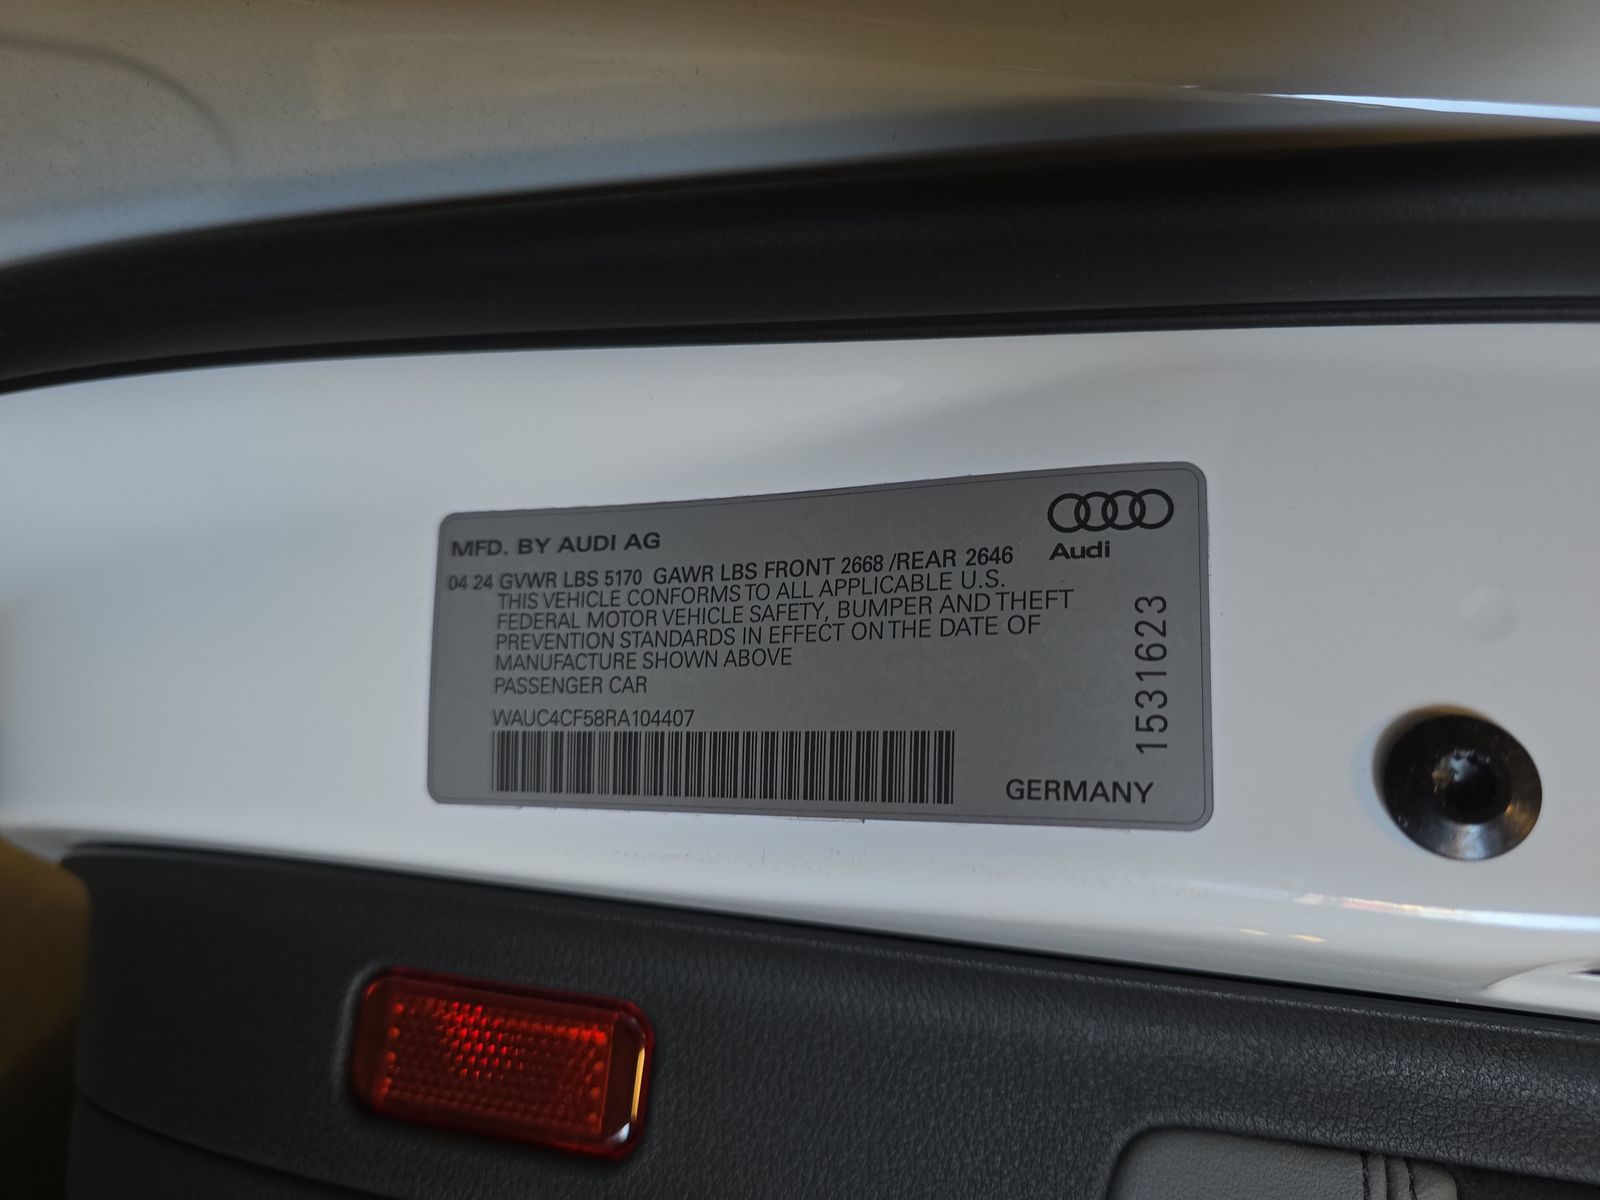 MFD. BY AUDI AG
Audi
04 24 GVWR LBS 5170 GAWR LBS FRONT 2668 /REAR 2646
THIS VEHICLE CONFORMS TO ALL APPLICABLE U.S.
FEDERAL MOTOR VEHICLE SAFETY, BUMPER AND THEFT
PREVENTION STANDARDS IN EFFECT ON THE DATE OF
MANUFACTURE SHOWN ABOVE
PASSENGER CAR
WAUC4CF58RA104407
GERMANY
1531623